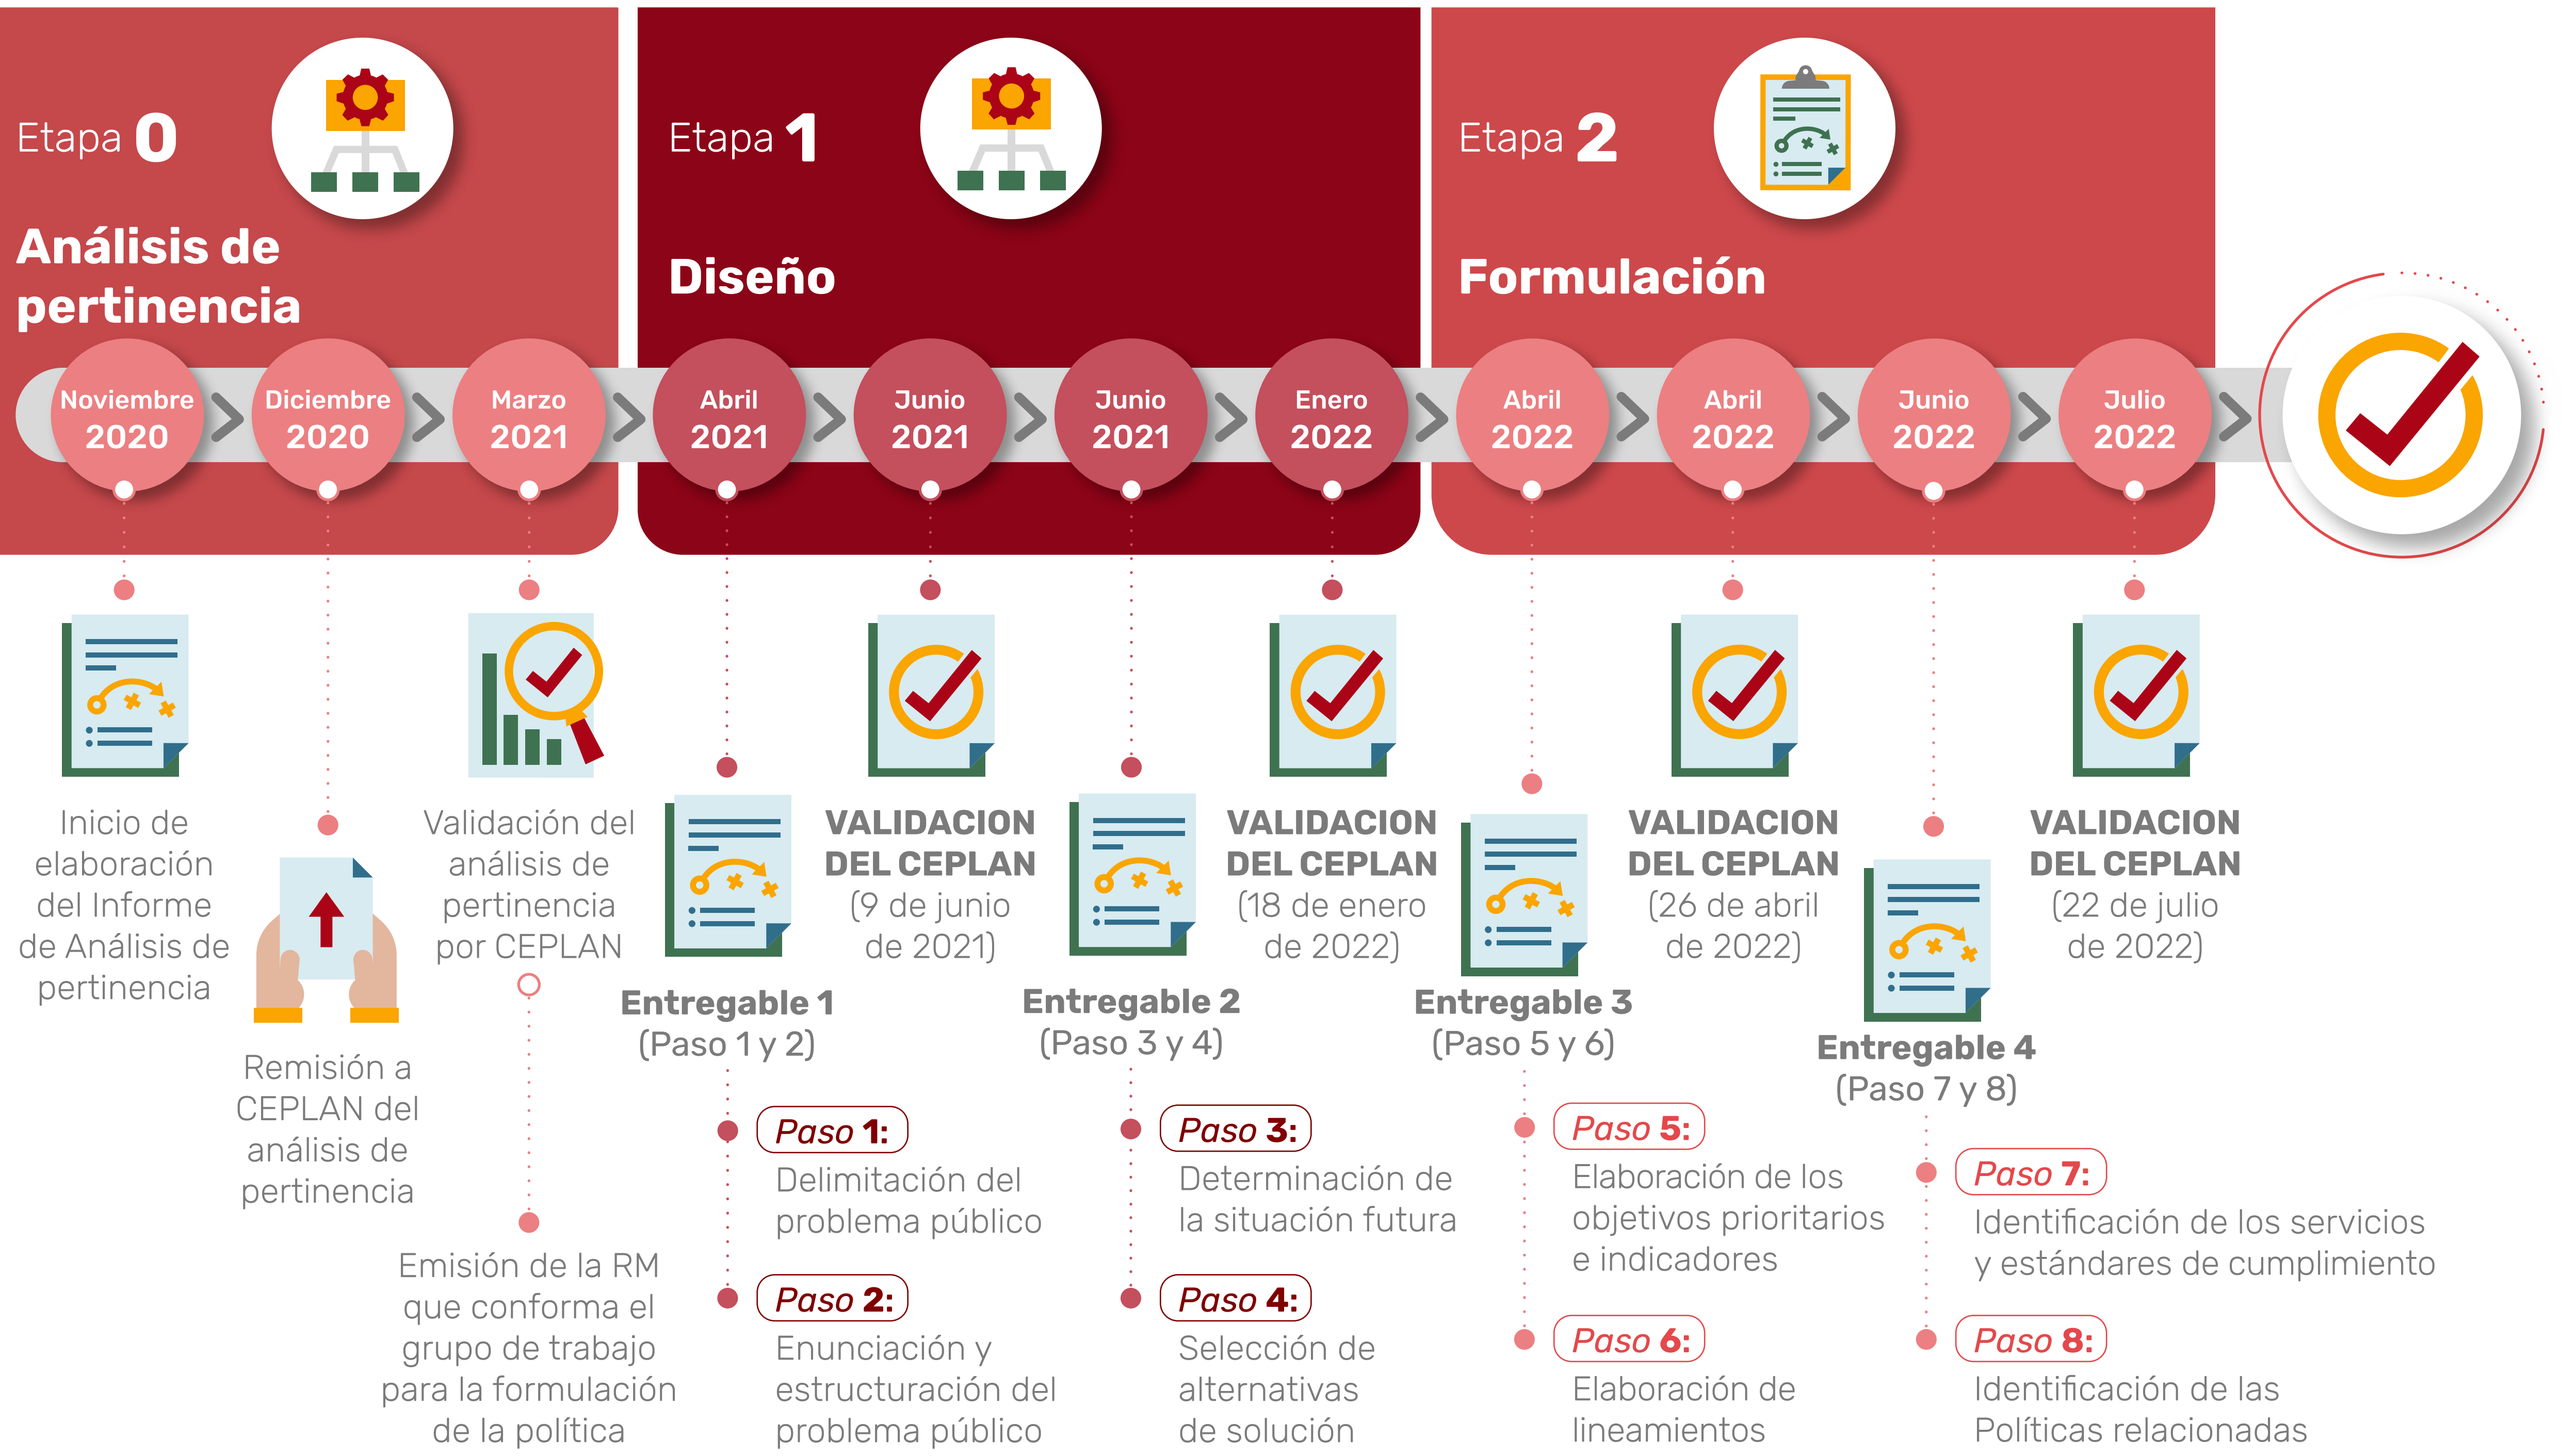 Etapa 0
Análisis de
pertinencia
Etapa 1
Diseño
Etapa 2
Formulación
Noviembre
2020
Diciembre
2020
Marzo
2021
Abril
2021
Junio
2021
Junio
2021
Enero
2022
Abril
2022
Abril
2022
Junio
2022
Julio
2022
Inicio de
elaboración
del Informe
de Análisis de
pertinencia
Remisión a
CEPLAN del
análisis de
pertinencia
Validación del
análisis de
pertinencia
por CEPLAN
Emisión de la RM
que conforma el
grupo de trabajo
para la formulación
de la política
Entregable 1
(Paso 1 y 2)
Paso 1:
Delimitación del
problema público
Paso 2:
Enunciación y
estructuración del
problema público
VALIDACION
DEL CEPLAN
(9 de junio
de 2021)
Entregable 2
(Paso 3 y 4)
Paso 3:
Determinación de
la situación futura
Paso 4:
Selección de
alternativas
de solución
VALIDACION
DEL CEPLAN
(18 de enero
de 2022)
Entregable 3
(Paso 5 y 6)
Paso 5:
Elaboración de los
objetivos prioritarios
e indicadores
Paso 6:
Elaboración de
lineamientos
VALIDACION
DEL CEPLAN
(26 de abril
de 2022)
Entregable 4
(Paso 7 y 8)
Paso 7:
Identificación de los servicios
y estándares de cumplimiento
Paso 8:
Identificación de las
Políticas relacionadas
VALIDACION
DEL CEPLAN
(22 de julio
de 2022)